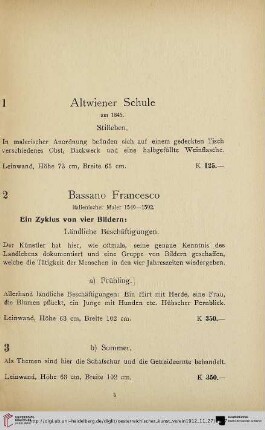 1 Altwiener Schule
um 1845.
Stilleben.
In malerischer Anordnung befinden sich auf einem gedeckten Tisch
verschiedenes Obst, Backwerk und eine halbgefüllte Weinflasche.
Leinwand, Höhe 75 cm, Breite 65 cm. K 125.—
2 Bassano Francesco
Italienischer Maler 1549—1592.
Ein Zyklus von vier Bildern:
Ländliche Beschäftigungen.
Der Künstler hat hier, wie oftmals, seine genaue Kenntnis des
Landlebens dokumentiert und eine Gruppe von Bildern geschaffen,
welche die Tätigkeit der Menschen in den vier Jahreszeiten wiedergeben.
a) Frühling.
Allerhand ländliche Beschäftigungen: Ein Hirt mit Herde, eine Frau,
die Blumen pflückt, ein Junge mit Hunden etc. Hübscher Fernblick.
Leinwand, Höhe 63 cm, Breite 102 cm. K 350.—
3 b) Sommer.
Als Themen sind hier die Schafschur und die Getreideernte behandelt.
Leinwand, Höhe 60 cm, Breite 102 cm. K 350.—